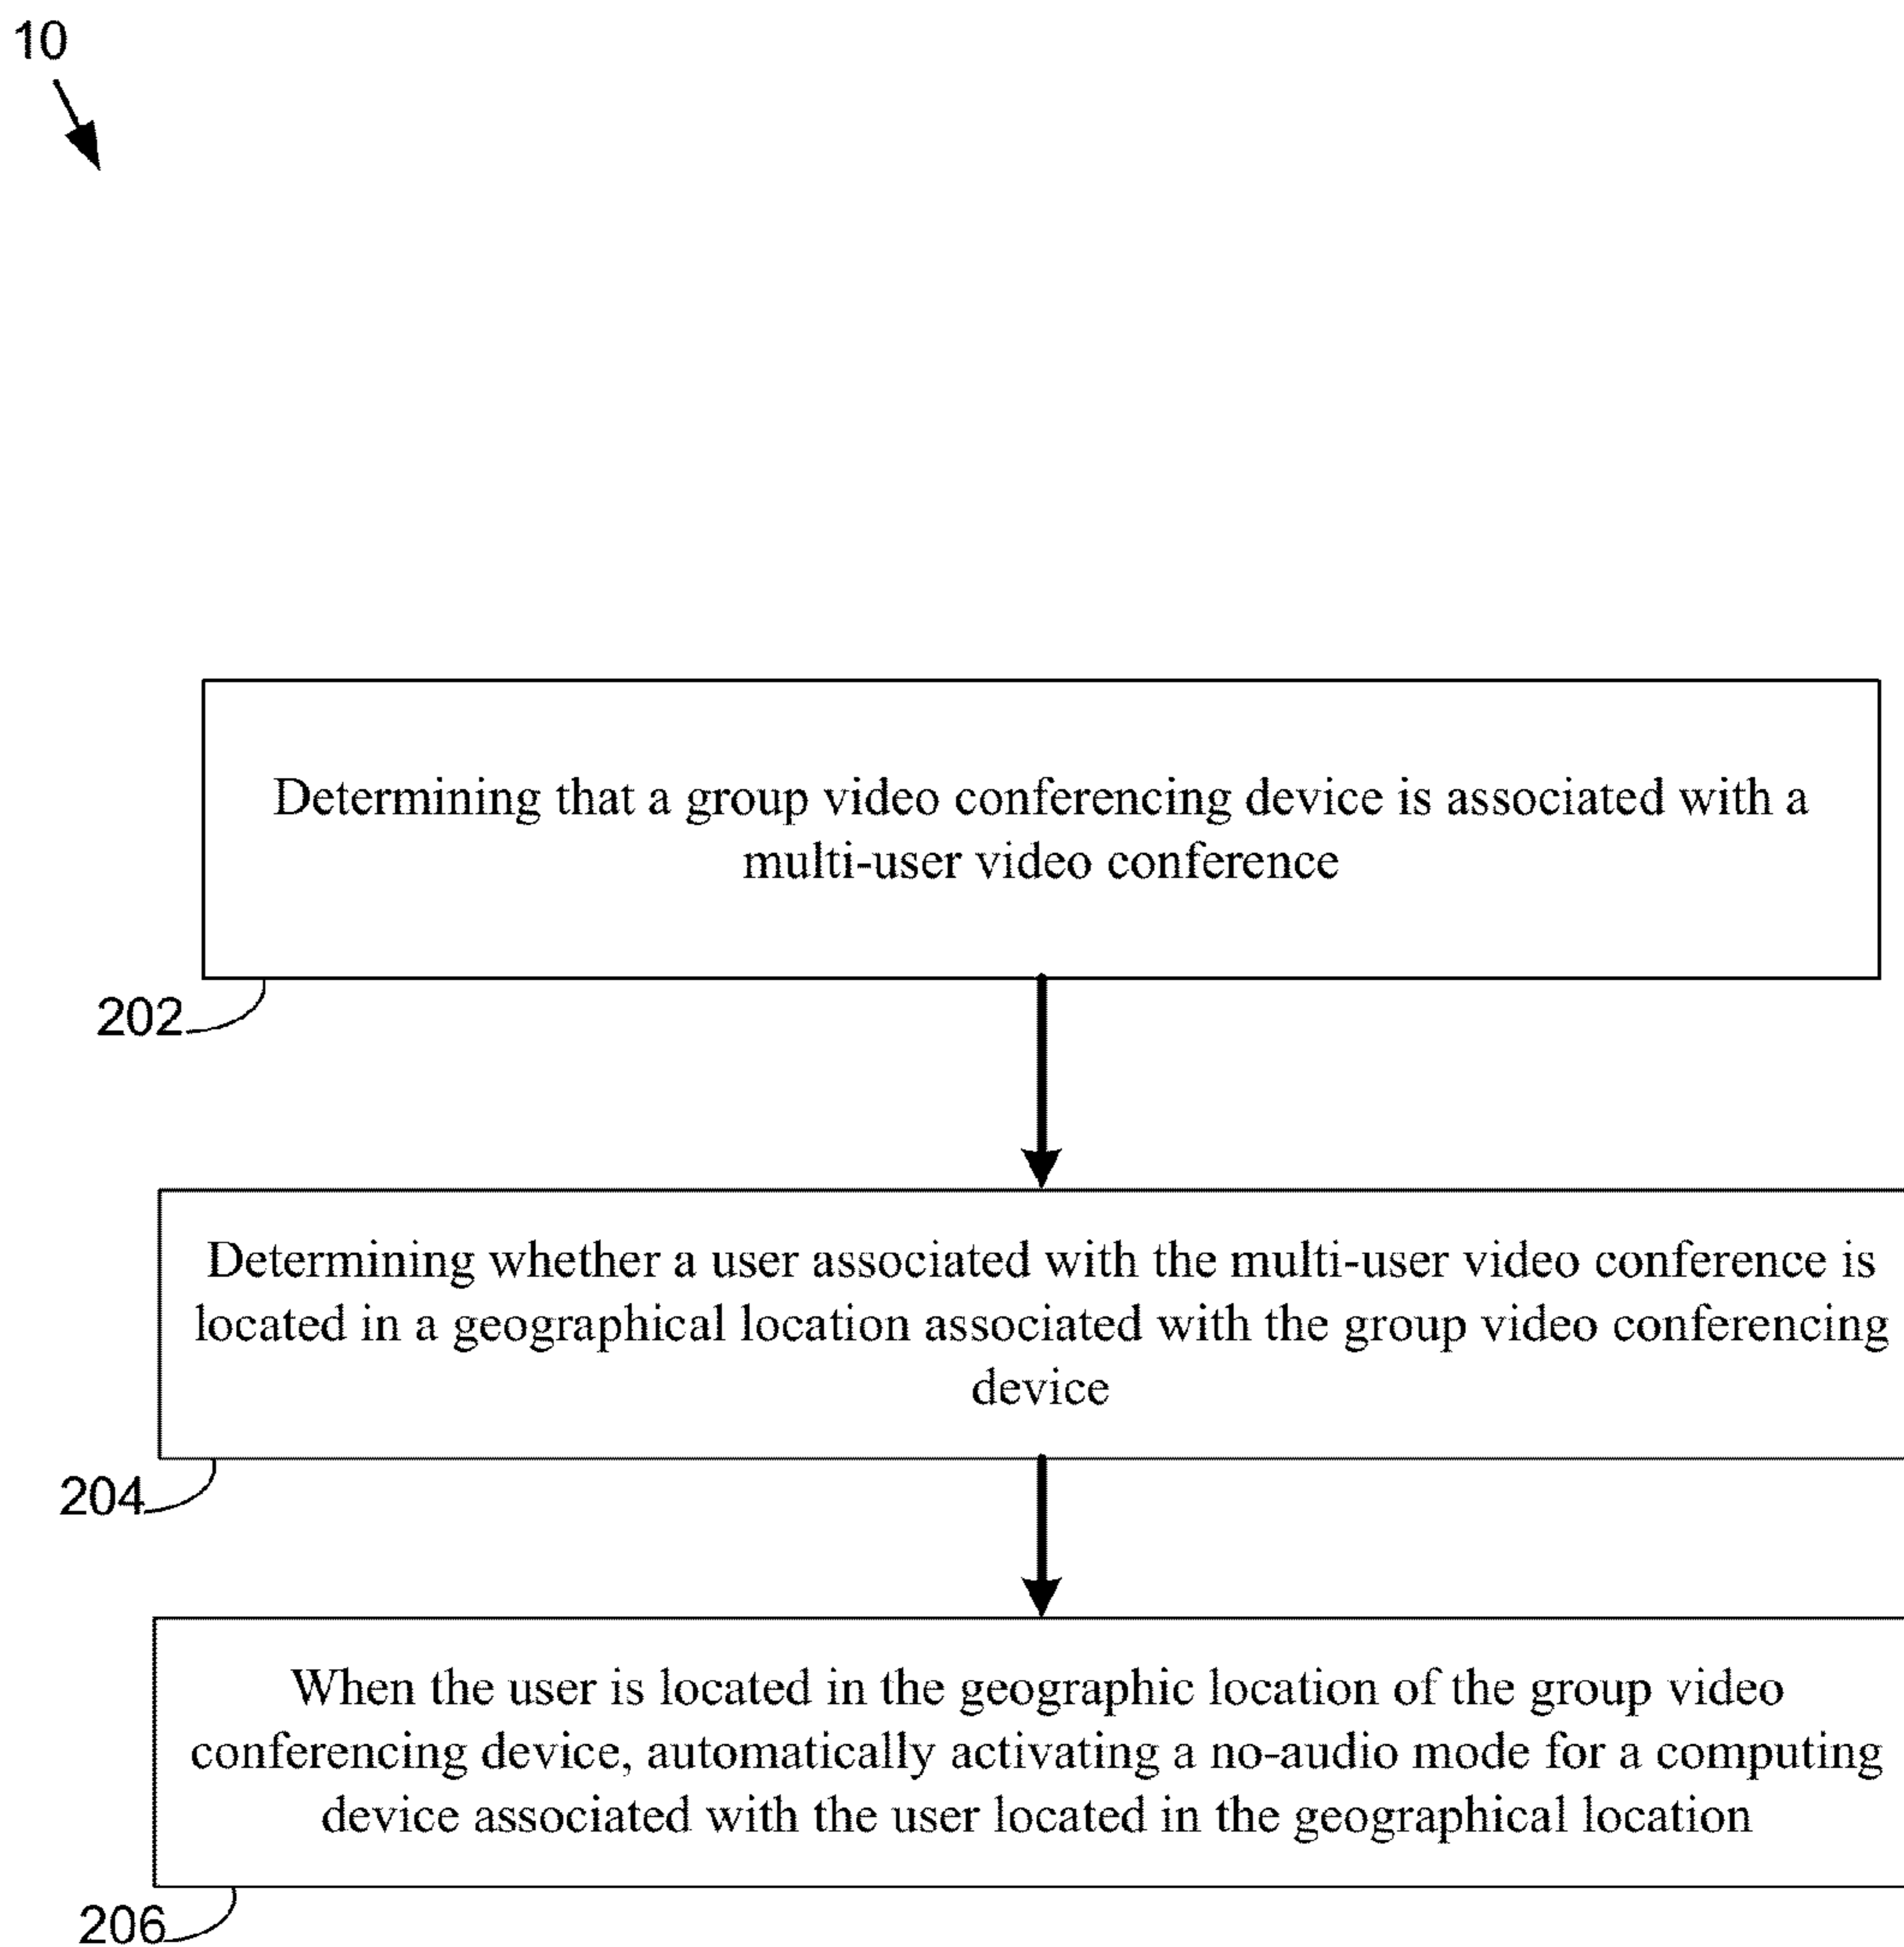 10
Determining that a group video conferencing device is associated with a
multi-user video conference
202
Determining whether a user associated with the multi-user video conference is
located in a geographical location associated with the group video conferencing
device
204
When the user is located in the geographic location of the group video
conferencing device, automatically activating a no-audio mode for a computing
device associated with the user located in the geographical location
206